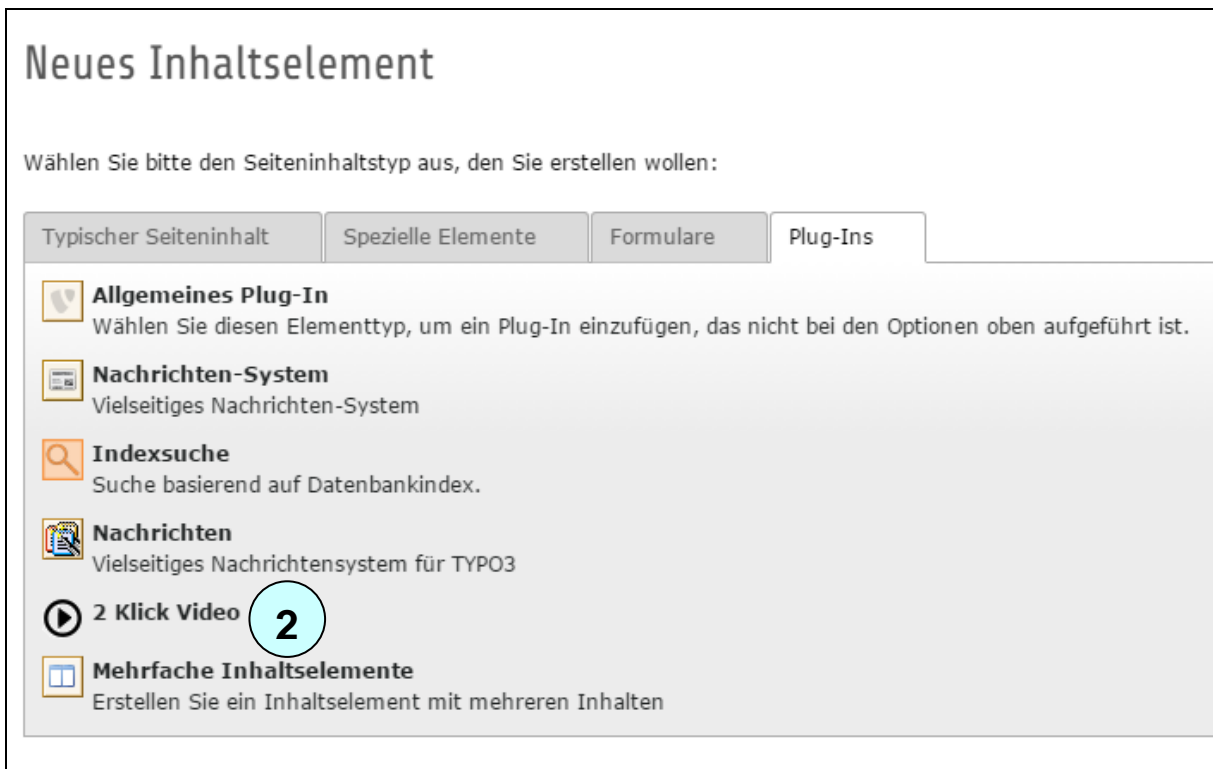 Neues Inhaltselement
Wählen Sie bitte den Seiteninhaltstyp aus, den Sie erstellen wollen:
Typischer Seiteninhalt Spezielle Elemente Formulare Plug-Ins
Allgemeines Plug-In
Wählen Sie diesen Elementtyp, um ein Plug-In einzufügen, das nicht bei den Optionen oben aufgeführt ist.
Nachrichten-System
Vielseitiges Nachrichten-System
Indexsuche
Suche basierend auf Datenbankindex.
Nachrichten
Vielseitiges Nachrichtensystem für TYPO3
2 Klick Video 2
Mehrfache Inhaltselemente
Erstellen Sie ein Inhaltselement mit mehreren Inhalten